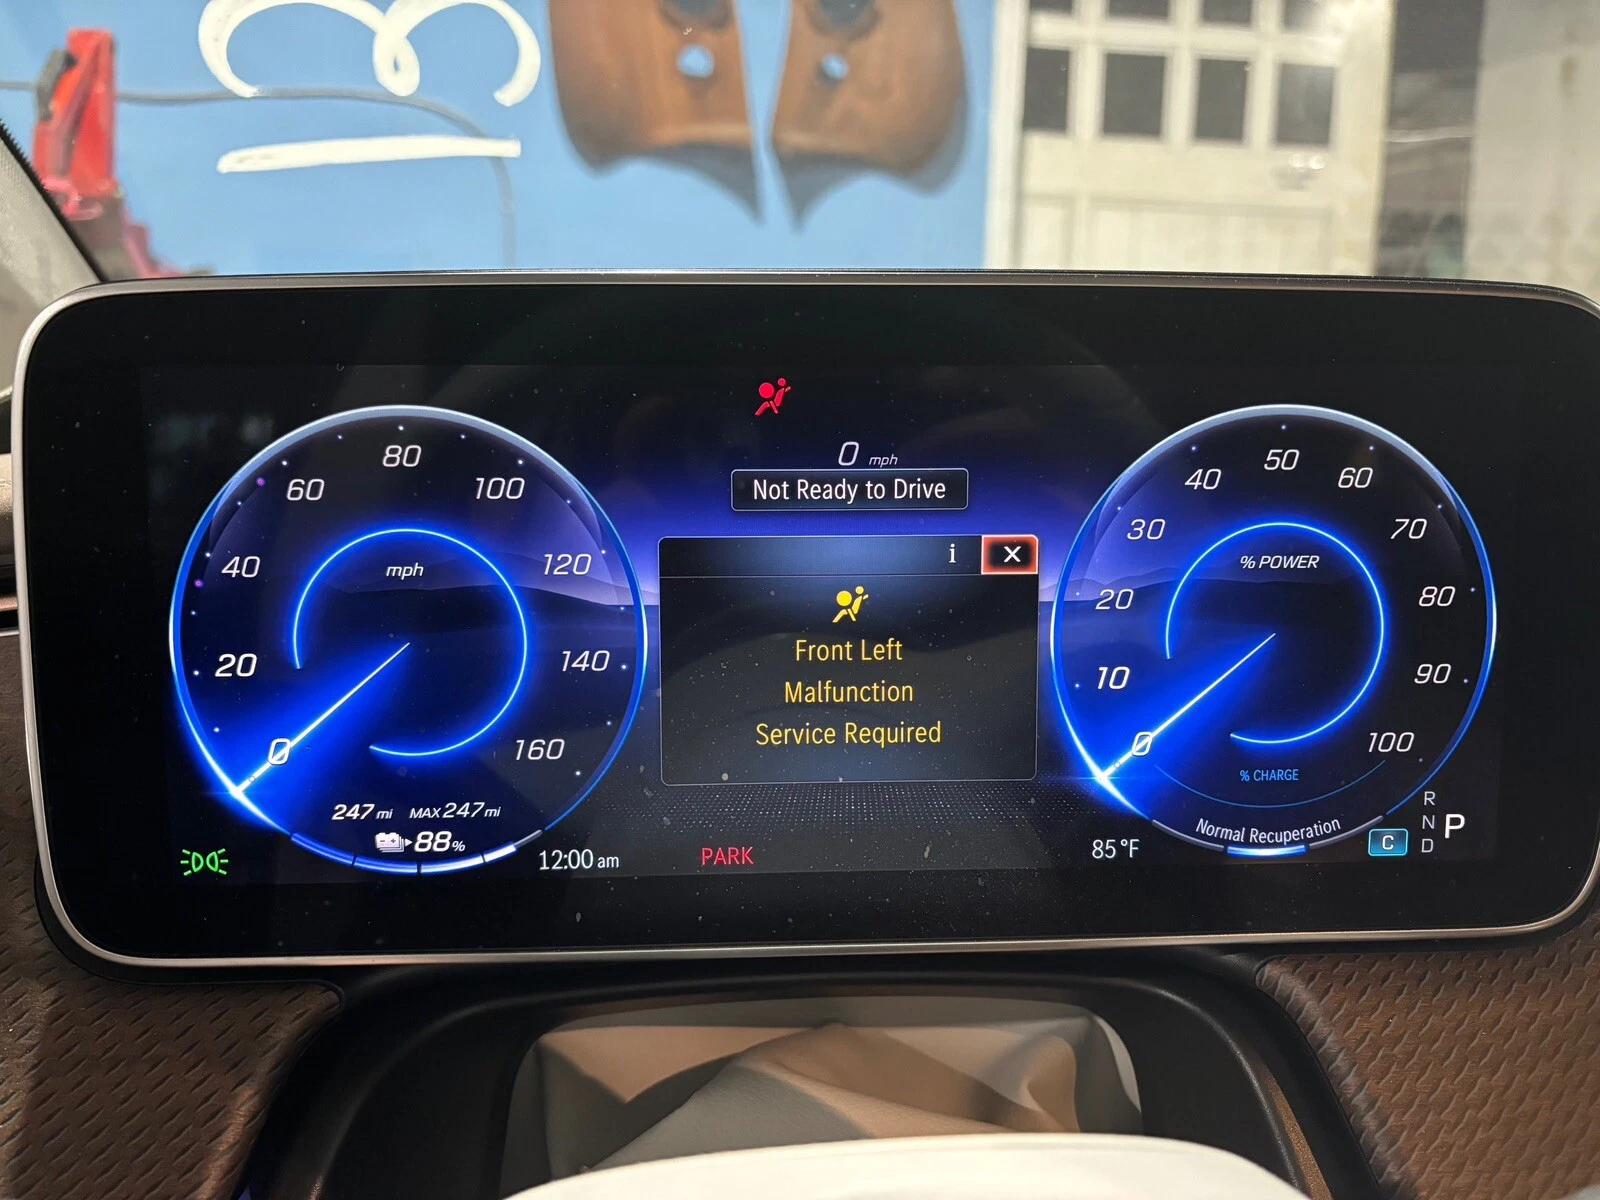 0 mph
Not Ready to Drive
i X
Front Left
Malfunction
Service Required
0
20
40
60
80
100
120
140
160
mph
247 mi MAX 247 mi
88%
12:00 am
PARK
0
10
20
30
40
50
60
70
80
90
100
% POWER
% CHARGE
Normal Recuperation
85°F
C
R
N
D
P